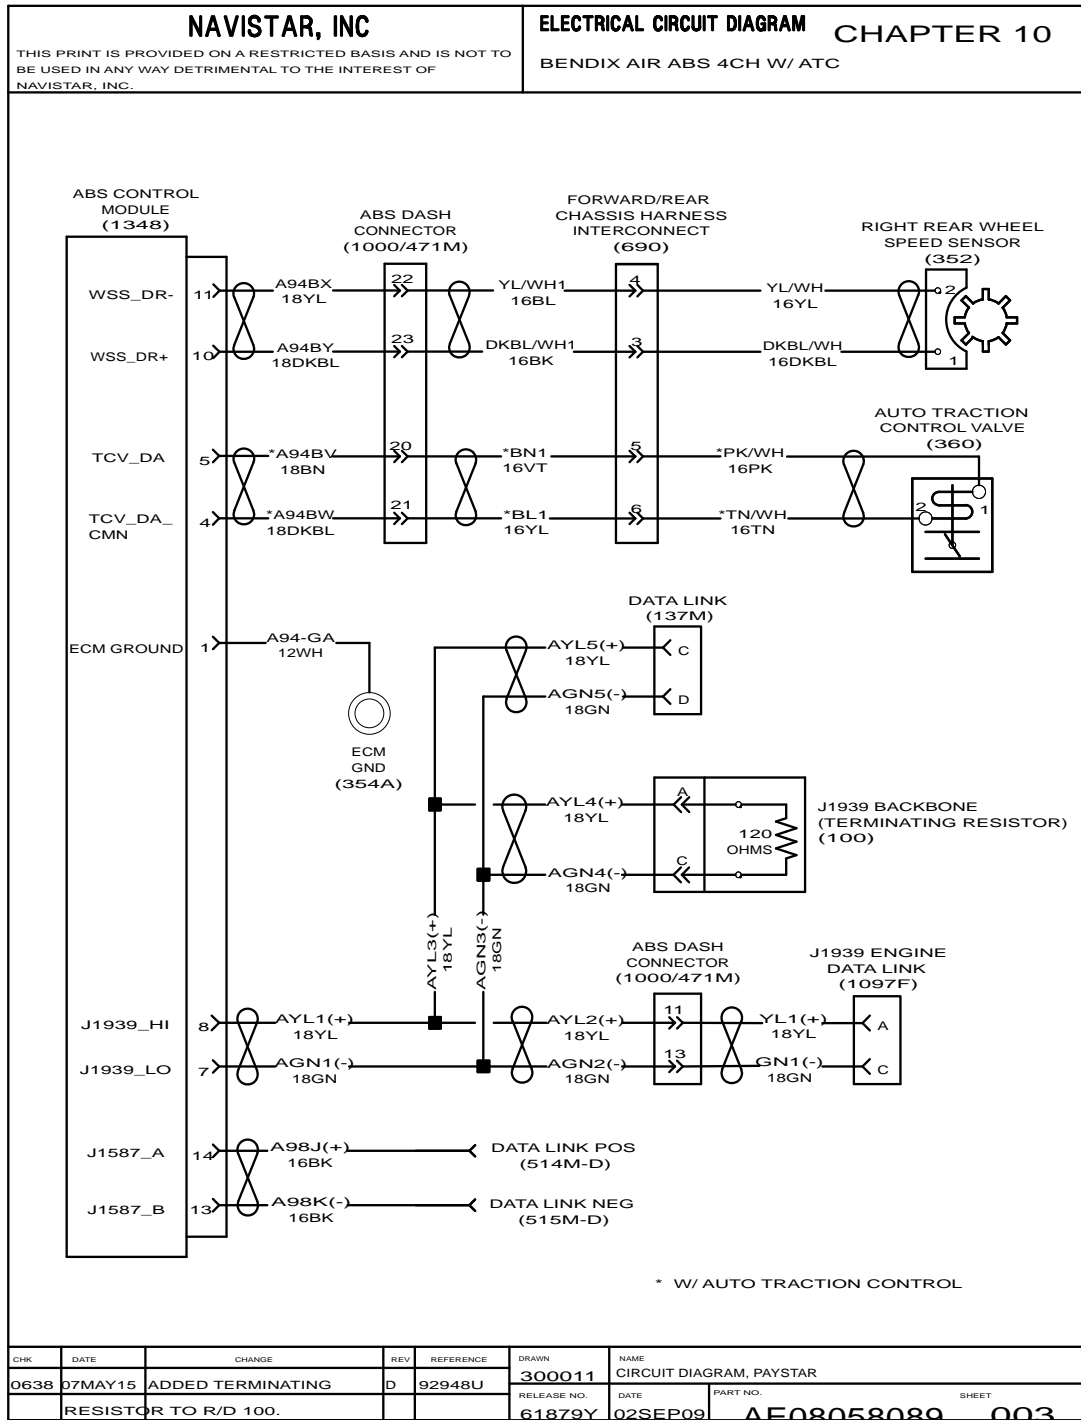 NAVISTAR, INC
THIS PRINT IS PROVIDED ON A RESTRICTED BASIS AND IS NOT TO
BE USED IN ANY WAY DETRIMENTAL TO THE INTEREST OF
NAVISTAR, INC.
ELECTRICAL CIRCUIT DIAGRAM
CHAPTER 10
BENDIX AIR ABS 4CH W/ ATC
ABS CONTROL
MODULE
(1348)
ABS DASH
CONNECTOR
(1000/471M)
FORWARD/REAR
CHASSIS HARNESS
INTERCONNECT
(690)
RIGHT REAR WHEEL
SPEED SENSOR
(352)
WSS_DR-
11
A94BX
18YL
22
YL/WH1
16BL
4
YL/WH
16YL
2
WSS_DR+
10
A94BY
18DKBL
23
DKBL/WH1
16BK
3
DKBL/WH
16DKBL
1
AUTO TRACTION
CONTROL VALVE
(360)
TCV_DA
5
*A94BV
18BN
20
*BN1
16VT
5
*PK/WH
16PK
1
TCV_DA_
CMN
4
*A94BW
18DKBL
21
*BL1
16YL
6
*TN/WH
16TN
2
DATA LINK
(137M)
ECM GROUND
1
A94-GA
12WH
AYL5(+)
18YL
C
AGN5(-)
18GN
D
ECM
GND
(354A)
AYL4(+)
18YL
A
120
OHMS
J1939 BACKBONE
(TERMINATING RESISTOR)
(100)
AGN4(-)
18GN
C
AYL3(+)
18YL
AGN3(-)
18GN
ABS DASH
CONNECTOR
(1000/471M)
J1939 ENGINE
DATA LINK
(1097F)
J1939_HI
8
AYL1(+)
18YL
AYL2(+)
18YL
11
YL1(+)
18YL
A
J1939_LO
7
AGN1(-)
18GN
AGN2(-)
18GN
13
GN1(-)
18GN
C
J1587_A
14
A98J(+)
16BK
DATA LINK POS
(514M-D)
J1587_B
13
A98K(-)
16BK
DATA LINK NEG
(515M-D)
* W/ AUTO TRACTION CONTROL
CHK DATE CHANGE REV REFERENCE
0638 07MAY15 ADDED TERMINATING D 92948U
RESISTOR TO R/D 100.
DRAWN
300011
NAME
CIRCUIT DIAGRAM, PAYSTAR
RELEASE NO.
61879Y
DATE
02SEP09
PART NO.
AE08058089
SHEET
003